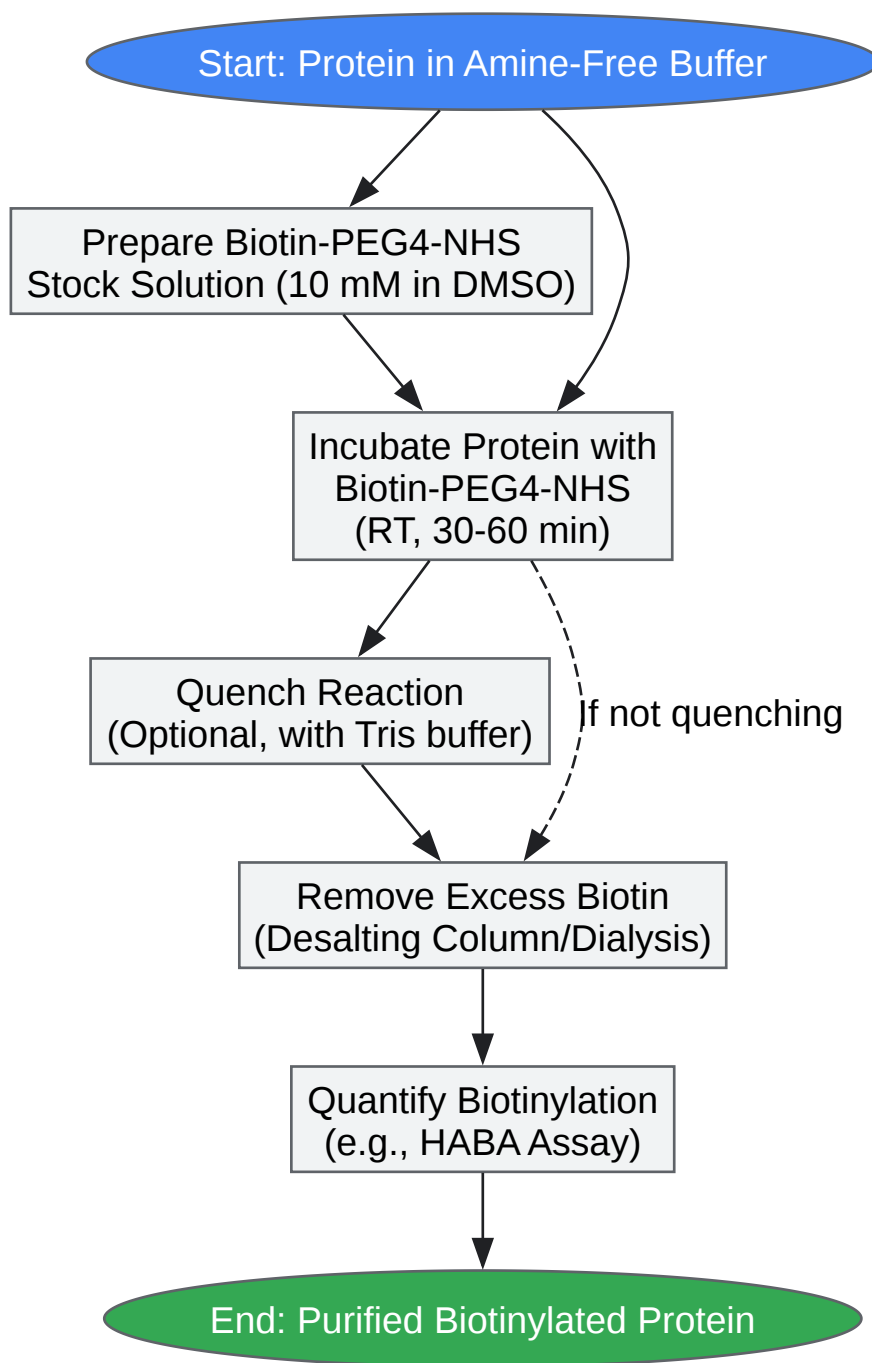 Start: Protein in Amine-Free Buffer
Prepare Biotin-PEG4-NHS
Stock Solution (10 mM in DMSO)
Incubate Protein with
Biotin-PEG4-NHS
(RT, 30-60 min)
Quench Reaction
(Optional, with Tris buffer)
If not quenching
Remove Excess Biotin
(Desalting Column/Dialysis)
Quantify Biotinylation
(e.g., HABA Assay)
End: Purified Biotinylated Protein